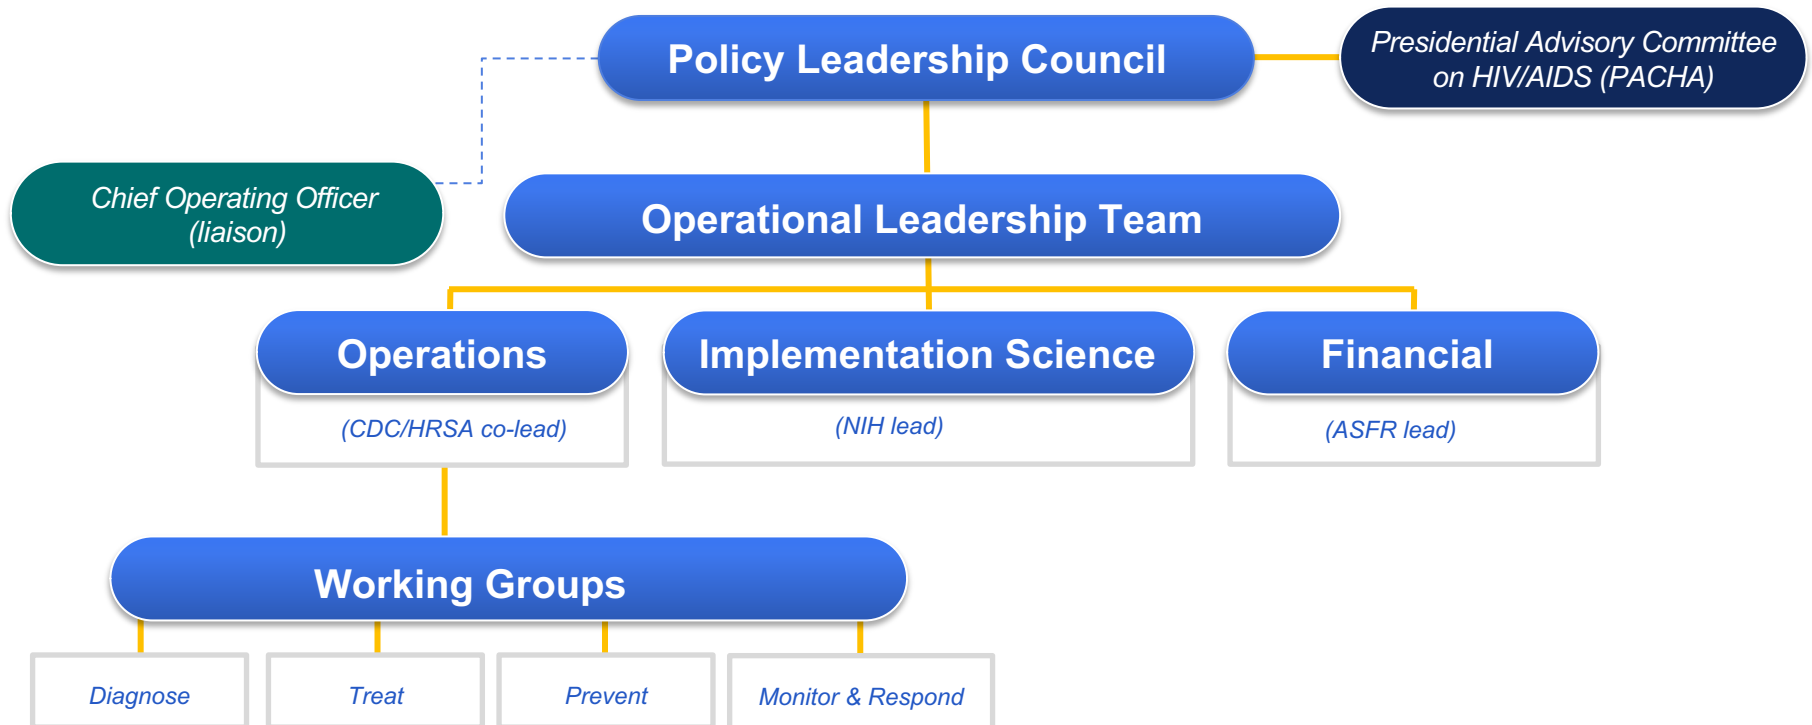 Policy Leadership Council
Presidential Advisory Committee
on HIV/AIDS (PACHA)
Chief Operating Officer
(liaison)
Operational Leadership Team
Operations
Implementation Science
Financial
(CDC/HRSA co-lead)
(NIH lead)
(ASFR lead)
Working Groups
Diagnose
Treat
Prevent
Monitor & Respond